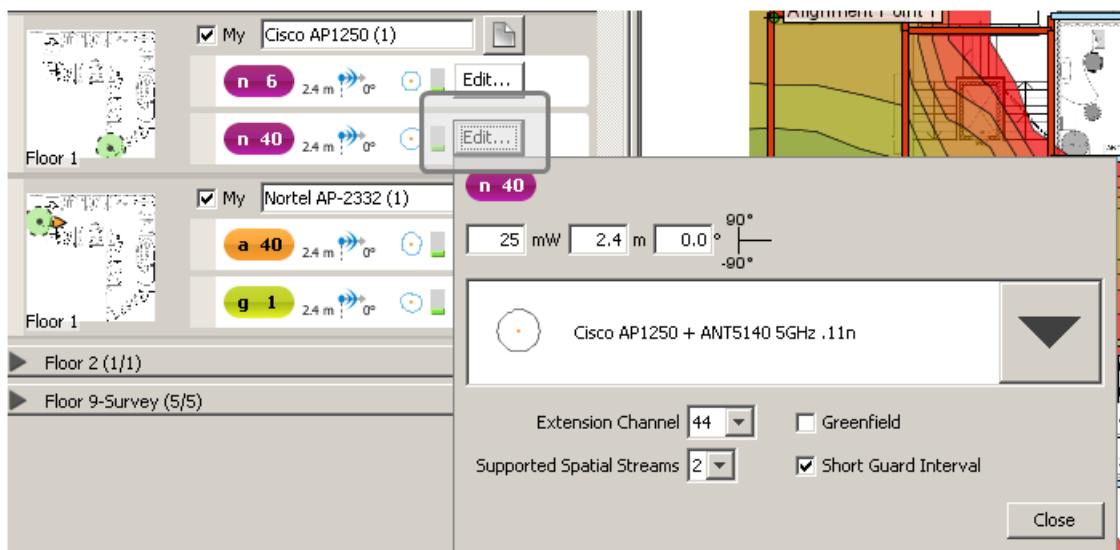 My Cisco AP1250 (1)
n 6 2.4 m 0° Edit...
n 40 2.4 m 0° Edit...
Floor 1
My Nortel AP-2332 (1)
a 40 2.4 m 0°
g 1 2.4 m 0°
Floor 1
Floor 2 (1/1)
Floor 9-Survey (5/5)
Alignment Point 1
n 40
90°
25 mW 2.4 m 0.0 °
-90°
Cisco AP1250 + ANT5140 5GHz .11n
Extension Channel 44 Greenfield
Supported Spatial Streams 2 Short Guard Interval
Close